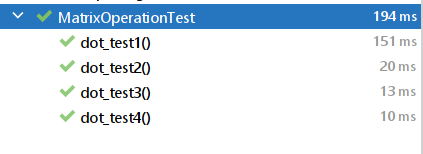 MatrixOperationTest 194 ms
dot_test1() 151 ms
dot_test2() 20 ms
dot_test3() 13 ms
dot_test4() 10 ms